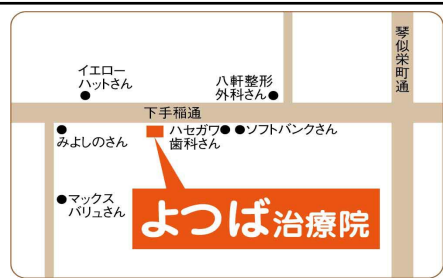 琴似栄町通
イエロー
ハットさん
八軒整形
外科さん
下手稲通
みよしのさん
ハセガワ
歯科さん
ソフトバンクさん
マックス
バリュさん
よつば治療院